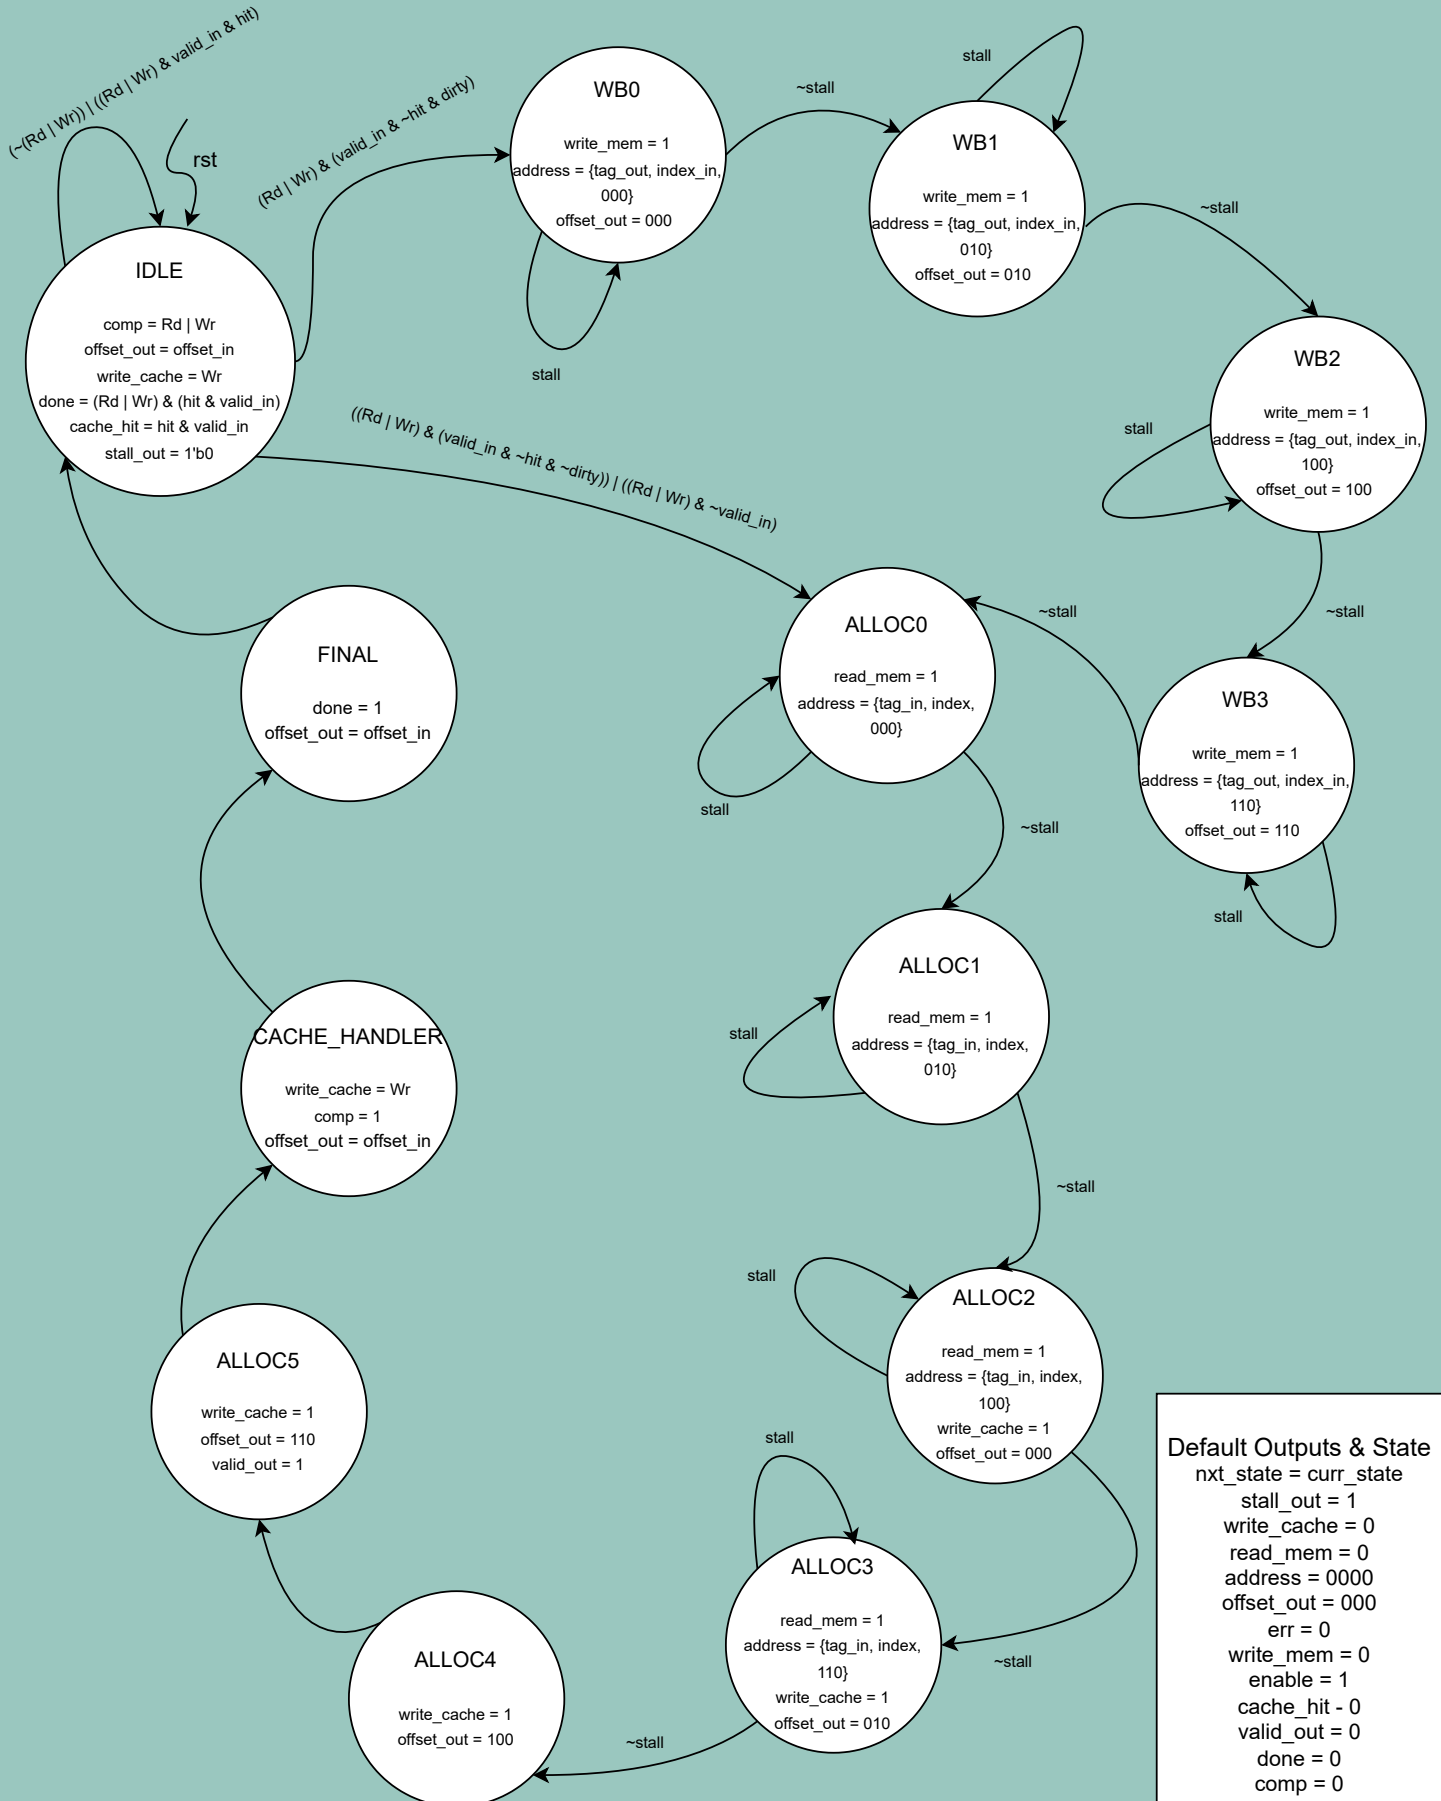 (~(Rd | Wr)) | ((Rd | Wr) & valid_in & hit)
rst
(Rd | Wr) & (valid_in & ~hit & dirty)
IDLE
comp = Rd | Wr
offset_out = offset_in
write_cache = Wr
done = (Rd | Wr) & (hit & valid_in)
cache_hit = hit & valid_in
stall_out = 1'b0
WB0
write_mem = 1
address = {tag_out, index_in,
000}
offset_out = 000
stall
~stall
stall
WB1
write_mem = 1
address = {tag_out, index_in,
010}
offset_out = 010
~stall
WB2
write_mem = 1
address = {tag_out, index_in,
100}
offset_out = 100
stall
~stall
WB3
write_mem = 1
address = {tag_out, index_in,
110}
offset_out = 110
stall
~stall
((Rd | Wr) & (valid_in & ~hit & ~dirty)) | ((Rd | Wr) & ~valid_in)
ALLOC0
read_mem = 1
address = {tag_in, index,
000}
stall
~stall
ALLOC1
read_mem = 1
address = {tag_in, index,
010}
stall
~stall
ALLOC2
read_mem = 1
address = {tag_in, index,
100}
write_cache = 1
offset_out = 000
stall
~stall
ALLOC3
read_mem = 1
address = {tag_in, index,
110}
write_cache = 1
offset_out = 010
stall
~stall
ALLOC4
write_cache = 1
offset_out = 100
ALLOC5
write_cache = 1
offset_out = 110
valid_out = 1
CACHE_HANDLER
write_cache = Wr
comp = 1
offset_out = offset_in
FINAL
done = 1
offset_out = offset_in
Default Outputs & State
nxt_state = curr_state
stall_out = 1
write_cache = 0
read_mem = 0
address = 0000
offset_out = 000
err = 0
write_mem = 0
enable = 1
cache_hit - 0
valid_out = 0
done = 0
comp = 0